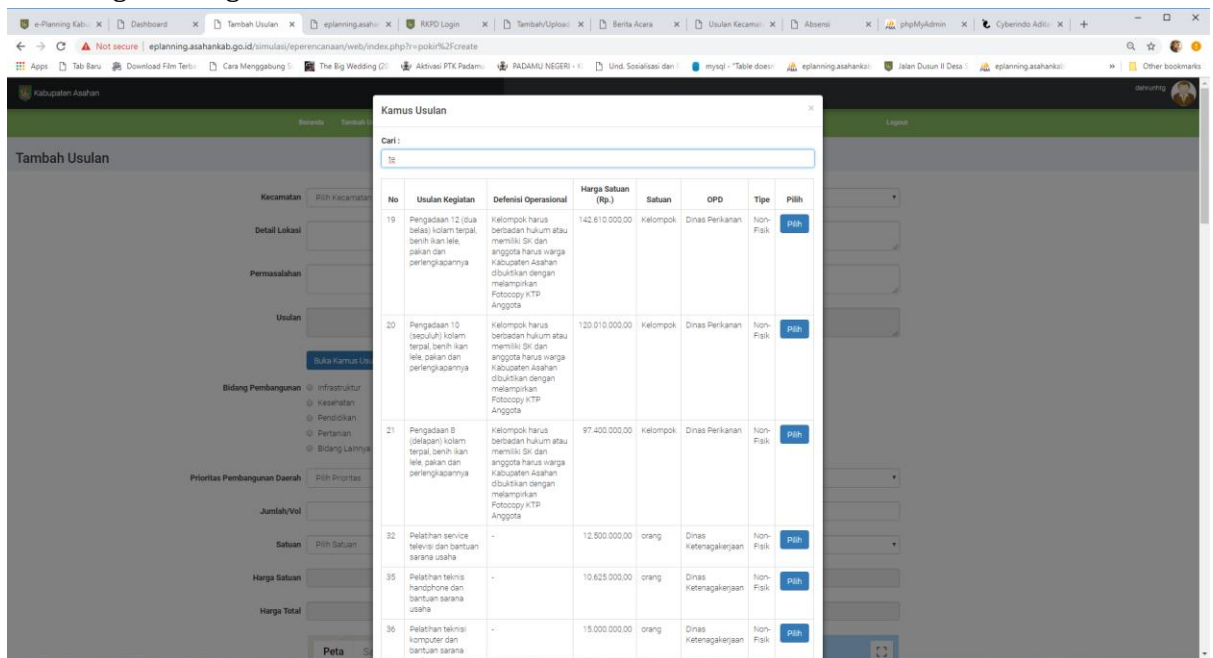 e-Planning Kabu
Dashboard
Tambah Usulan
eplanning.asahan
RKPD Login
Tambah/Upload
Berita Acara
Usulan Kecamat
Absensi
phpMyAdmin
Cyberindo Adit
Not secure | eplanning.asahankab.go.id/simulasi/eperencanaan/web/index.php?r=pokir%2Fcreate
Apps
Tab Baru
Download Film Terb
Cara Menggabung S
The Big Wedding (20
Aktivasi PTK Padamu
PADAMU NEGERI
Und. Sosialisasi dan
mysql - "Table doesn
eplanning.asahankab
Jalan Dusun II Desa S
eplanning.asahankab
Other bookmarks
Kabupaten Asahan
Beranda
Tambah U
Logout
Tambah Usulan
Kecamatan
Pilih Kecamatan
Detail Lokasi
Permasalahan
Usulan
Buka Kamus Usu
Bidang Pembangunan
Infrastruktur
Kesehatan
Pendidikan
Pertanian
Bidang Lainnya
Prioritas Pembangunan Daerah
Pilih Prioritas
Jumlah/Vol
Satuan
Pilih Satuan
Harga Satuan
Harga Total
Peta
Kamus Usulan
×
Cari :
te
No Usulan Kegiatan Defenisi Operasional Harga Satuan (Rp.) Satuan OPD Tipe Pilih
19 Pengadaan 12 (dua Kelompok harus 142.610.000,00 Kelompok Dinas Perikanan Non- Pilih
belas) kolam terpal, berbadan hukum atau Fisik
benih ikan lele, memiliki SK dan
pakan dan anggota harus warga
perlengkapannya Kabupaten Asahan
dibuktikan dengan
melampirkan
Fotocopy KTP
Anggota
20 Pengadaan 10 Kelompok harus 120.010.000,00 Kelompok Dinas Perikanan Non- Pilih
(sepuluh) kolam berbadan hukum atau Fisik
terpal, benih ikan memiliki SK dan
lele, pakan dan anggota harus warga
perlengkapannya Kabupaten Asahan
dibuktikan dengan
melampirkan
Fotocopy KTP
Anggota
21 Pengadaan 8 Kelompok harus 97.400.000,00 Kelompok Dinas Perikanan Non- Pilih
(delapan) kolam berbadan hukum atau Fisik
terpal, benih ikan memiliki SK dan
lele, pakan dan anggota harus warga
perlengkapannya Kabupaten Asahan
dibuktikan dengan
melampirkan
Fotocopy KTP
Anggota
32 Pelatihan service - 12.500.000,00 orang Dinas Non- Pilih
televisi dan bantuan Ketenagakerjaan Fisik
sarana usaha
35 Pelatihan teknis - 10.625.000,00 orang Dinas Non- Pilih
handphone dan Ketenagakerjaan Fisik
bantuan sarana
usaha
36 Pelatihan teknisi - 15.000.000,00 orang Dinas Non- Pilih
komputer dan Ketenagakerjaan Fisik
bantuan sarana